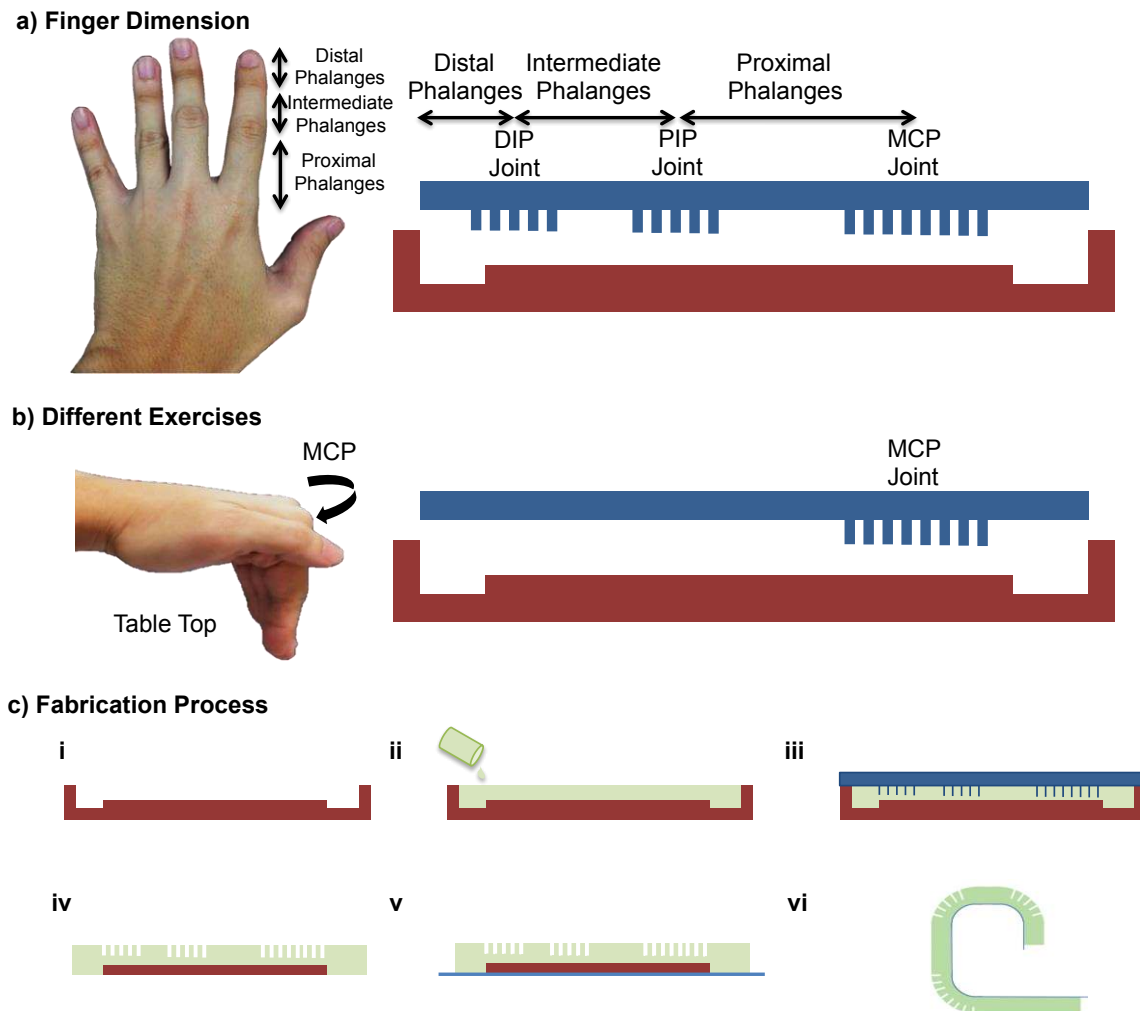 a) Finger Dimension
Distal
Phalanges
Intermediate
Phalanges
Proximal
Phalanges
Distal
Phalanges
Intermediate
Phalanges
Proximal
Phalanges
DIP
Joint
PIP
Joint
MCP
Joint
b) Different Exercises
MCP
Table Top
MCP
Joint
c) Fabrication Process
i
ii
iii
iv
v
vi